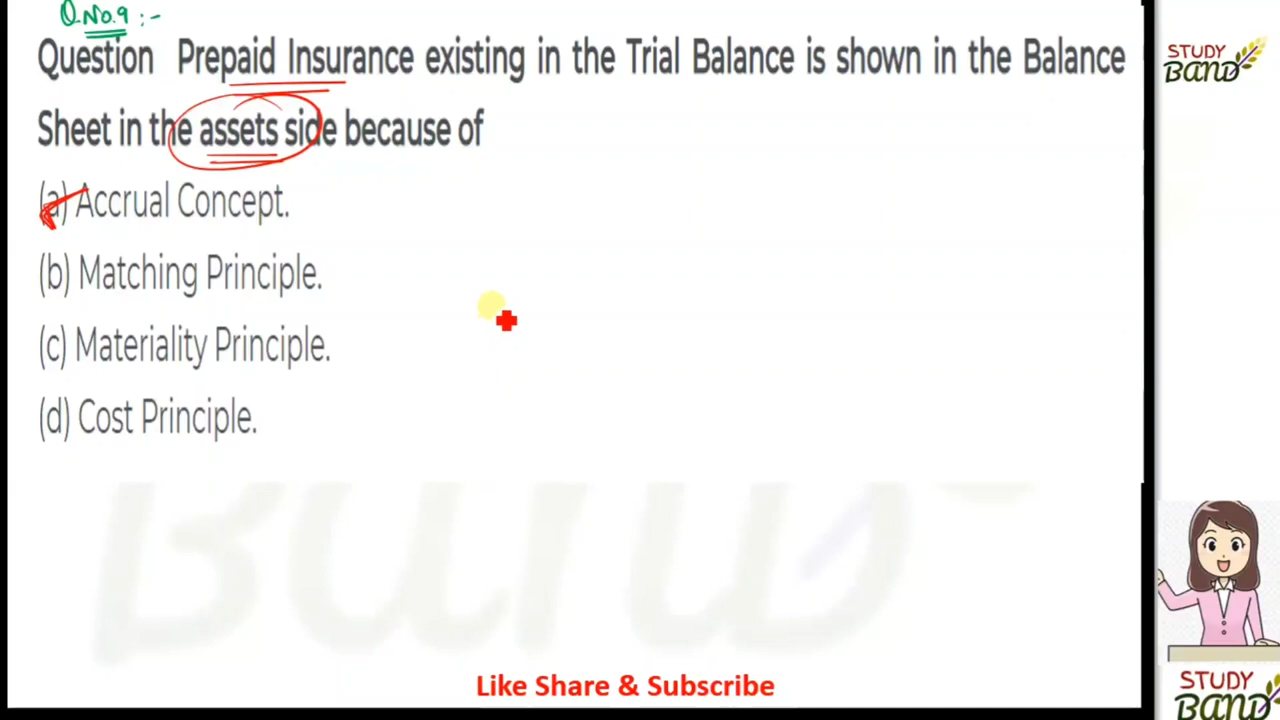 Q.No.9 :-
Question Prepaid Insurance existing in the Trial Balance is shown in the Balance
Sheet in the assets side because of
(a) Accrual Concept.
(b) Matching Principle.
(c) Materiality Principle.
(d) Cost Principle.
STUDY
BAND
Band
Like Share & Subscribe
STUDY
BAND